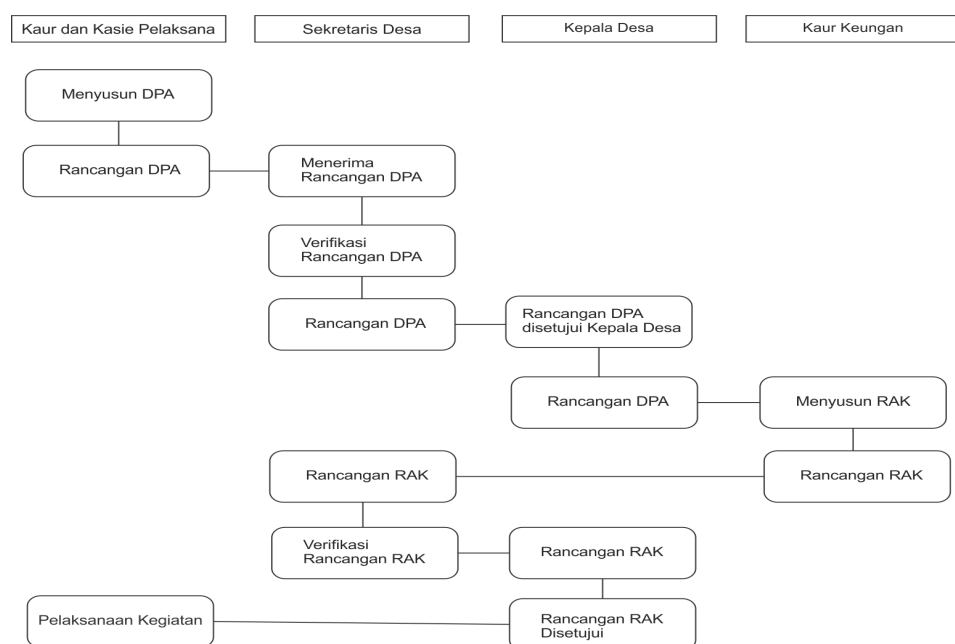 Kaur dan Kasie Pelaksana
Sekretaris Desa
Kepala Desa
Kaur Keungan
Menyusun DPA
Rancangan DPA
Menerima
Rancangan DPA
Verifikasi
Rancangan DPA
Rancangan DPA
Rancangan DPA
disetujui Kepala Desa
Rancangan DPA
Menyusun RAK
Rancangan RAK
Rancangan RAK
Verifikasi
Rancangan RAK
Rancangan RAK
Pelaksanaan Kegiatan
Rancangan RAK
Disetujui